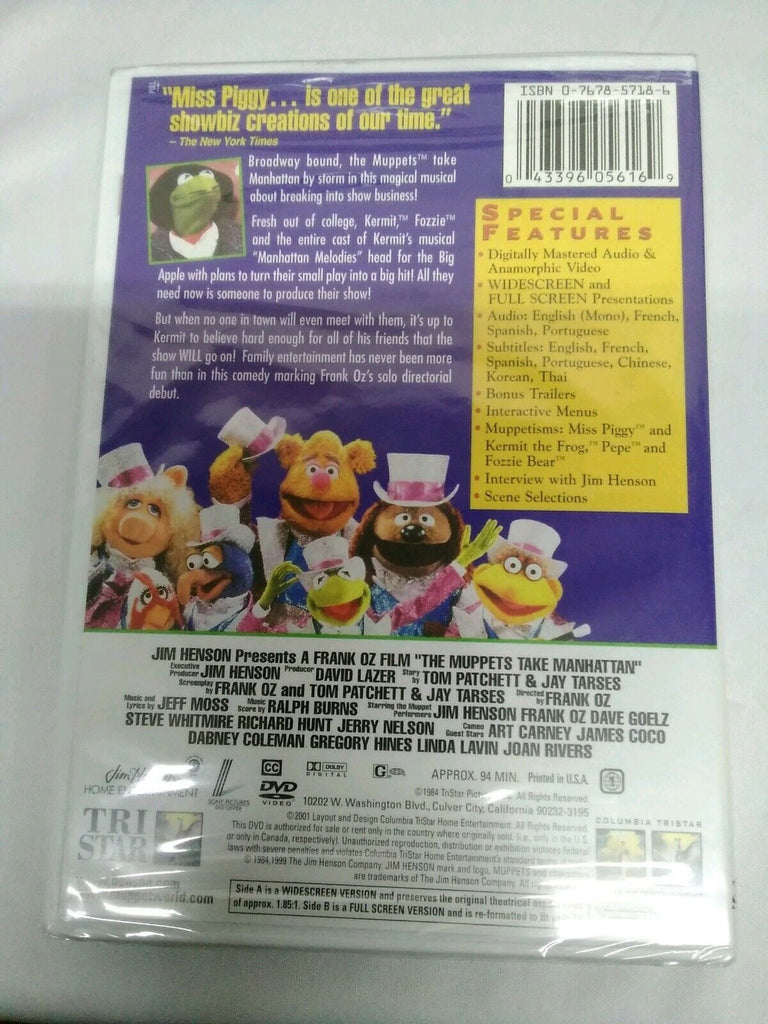 "Miss Piggy... is one of the great
showbiz creations of our time."
– The New York Times
ISBN 0-7678-5718-6
0 43396 05616 9
Broadway bound, the Muppets™ take
Manhattan by storm in this magical musical
about breaking into show business!
Fresh out of college, Kermit,™ Fozzie™
and the entire cast of Kermit's musical
"Manhattan Melodies" head for the Big
Apple with plans to turn their small play into a big hit! All they
need now is someone to produce their show!
But when no one in town will even meet with them, it's up to
Kermit to believe hard enough for all of his friends that the
show WILL go on! Family entertainment has never been more
fun than in this comedy marking Frank Oz's solo directorial
debut.
SPECIAL
FEATURES
• Digitally Mastered Audio &
Anamorphic Video
• WIDESCREEN and
FULL SCREEN Presentations
• Audio: English (Mono), French,
Spanish, Portuguese
• Subtitles: English, French,
Spanish, Portuguese, Chinese,
Korean, Thai
• Bonus Trailers
• Interactive Menus
• Muppetisms: Miss Piggy™ and
Kermit the Frog,™ Pepe™ and
Fozzie Bear™
• Interview with Jim Henson
• Scene Selections
JIM HENSON Presents A FRANK OZ FILM "THE MUPPETS TAKE MANHATTAN"
Executive Producer JIM HENSON Producer DAVID LAZER Story by TOM PATCHETT & JAY TARSES
Screenplay by FRANK OZ and TOM PATCHETT & JAY TARSES Directed by FRANK OZ
Music and Lyrics by JEFF MOSS Music Score by RALPH BURNS Starring the Muppet Performers JIM HENSON FRANK OZ DAVE GOELZ
STEVE WHITMIRE RICHARD HUNT JERRY NELSON Cameo Guest Stars ART CARNEY JAMES COCO
DABNEY COLEMAN GREGORY HINES LINDA LAVIN JOAN RIVERS
HOME ENTERTAINMENT
SONY PICTURES
DVD CENTER
CC
DOLBY
DIGITAL
DVD
VIDEO
G
APPROX. 94 MIN. Printed in U.S.A.
©1984 TriStar Pictures All Rights Reserved.
10202 W. Washington Blvd., Culver City, California 90232-3195
©2001 Layout and Design Columbia TriStar Home Entertainment. All Rights Reserved.
This DVD is authorized for sale or rent only in the country where originally sold. (i.e. only in the U.S.
or only in Canada, respectively). Unauthorized reproduction, distribution or exhibition violates federal
laws with severe penalties and violates Columbia TriStar Home Entertainment's standard
© 1984,1999 The Jim Henson Company. JIM HENSON mark and logo, MUPPETS and
are trademarks of The Jim Henson Company. All
TRI
STAR
COLUMBIA TRISTAR
Side A is a WIDESCREEN VERSION and preserves the original theatrical
of approx. 1.85:1. Side B is a FULL SCREEN VERSION and is re-formatted to